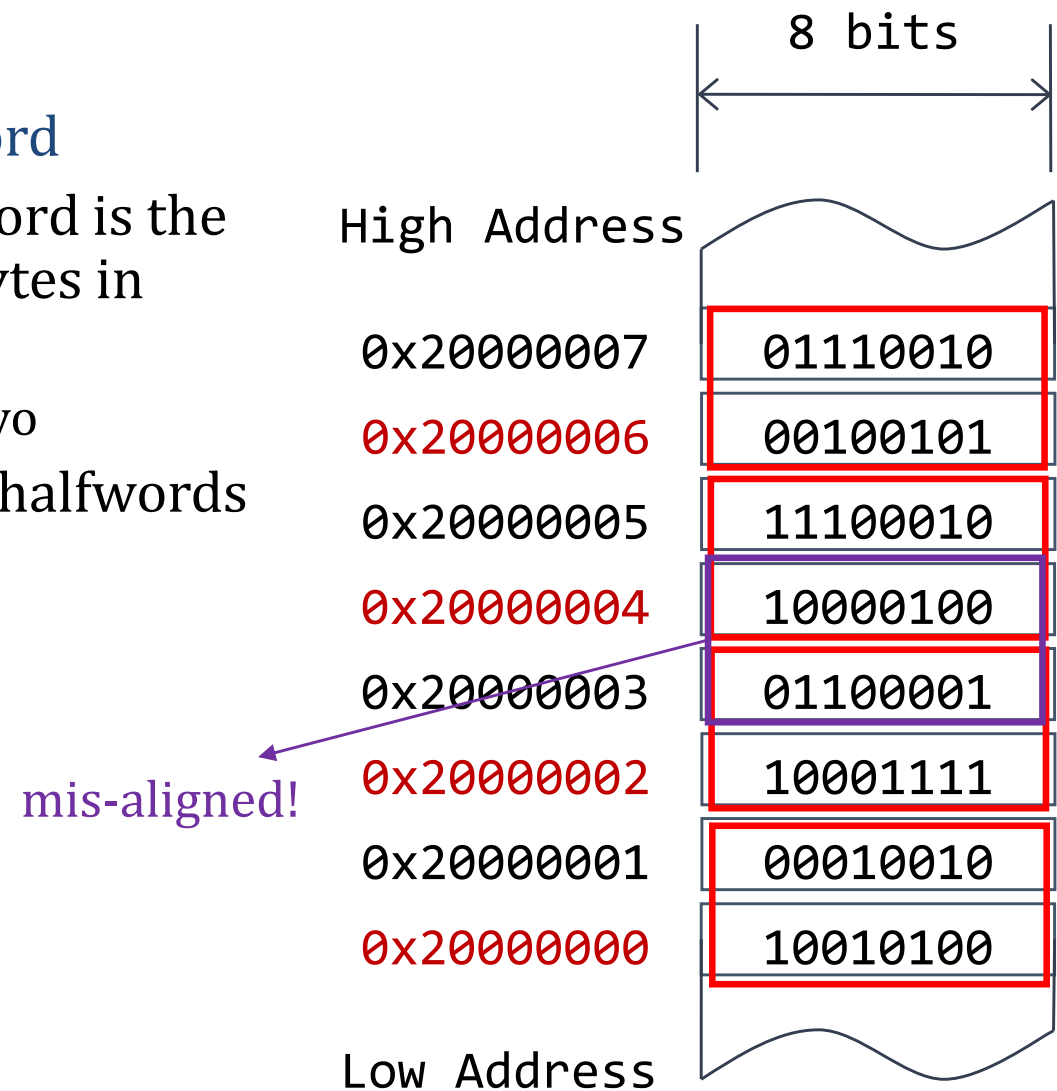 8 bits
ord
ord is the
High Address
ytes in
0x20000007 01110010
vo
0x20000006 00100101
halfwords
0x20000005 11100010
0x20000004 10000100
0x20000003 01100001
0x20000002 10001111
mis-aligned!
0x20000001 00010010
0x20000000 10010100
Low Address